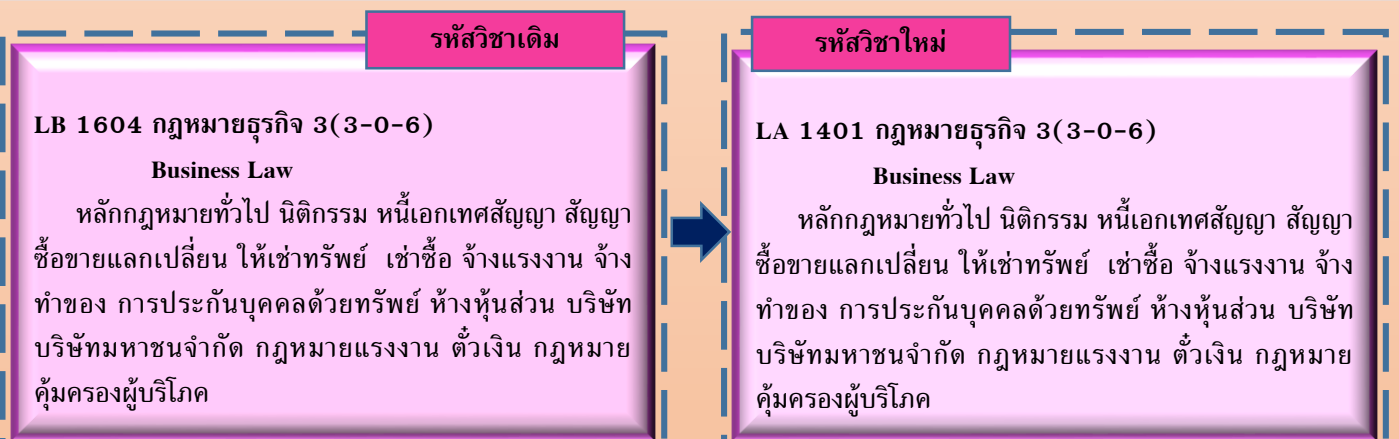 รหัสวิชาเดิม
LB 1604 กฎหมายธุรกิจ 3(3-0-6)
Business Law
หลักกฎหมายทั่วไป นิติกรรม หนี้เอกเทศสัญญา สัญญา
ซื้อขายแลกเปลี่ยน ให้เช่าทรัพย์ เช่าซื้อ จ้างแรงงาน จ้าง
ทำของ การประกันบุคคลด้วยทรัพย์ ห้างหุ้นส่วน บริษัท
บริษัทมหาชนจำกัด กฎหมายแรงงาน ตั๋วเงิน กฎหมาย
คุ้มครองผู้บริโภค
รหัสวิชาใหม่
LA 1401 กฎหมายธุรกิจ 3(3-0-6)
Business Law
หลักกฎหมายทั่วไป นิติกรรม หนี้เอกเทศสัญญา สัญญา
ซื้อขายแลกเปลี่ยน ให้เช่าทรัพย์ เช่าซื้อ จ้างแรงงาน จ้าง
ทำของ การประกันบุคคลด้วยทรัพย์ ห้างหุ้นส่วน บริษัท
บริษัทมหาชนจำกัด กฎหมายแรงงาน ตั๋วเงิน กฎหมาย
คุ้มครองผู้บริโภค